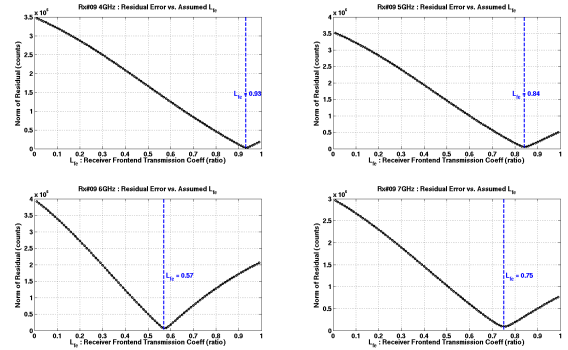 Rx#09 4GHz : Residual Error vs. Assumed L_fe
x 10^6
3.5
3
2.5
2
1.5
1
0.5
0
Norm of Residual (counts)
L_fe = 0.93
0 0.1 0.2 0.3 0.4 0.5 0.6 0.7 0.8 0.9 1
L_fe : Receiver Frontend Transmission Coeff (ratio)
Rx#09 5GHz : Residual Error vs. Assumed L_fe
4
3.5
3
2.5
2
1.5
1
0.5
0
Norm of Residual (counts)
L_fe = 0.84
0 0.1 0.2 0.3 0.4 0.5 0.6 0.7 0.8 0.9 1
L_fe : Receiver Frontend Transmission Coeff (ratio)
Rx#09 6GHz : Residual Error vs. Assumed L_fe
4
3.5
3
2.5
2
1.5
1
0.5
0
Norm of Residual (counts)
L_fe = 0.57
0 0.1 0.2 0.3 0.4 0.5 0.6 0.7 0.8 0.9 1
L_fe : Receiver Frontend Transmission Coeff (ratio)
Rx#09 7GHz : Residual Error vs. Assumed L_fe
3
2.5
2
1.5
1
0.5
0
Norm of Residual (counts)
L_fe = 0.75
0 0.1 0.2 0.3 0.4 0.5 0.6 0.7 0.8 0.9 1
L_fe : Receiver Frontend Transmission Coeff (ratio)